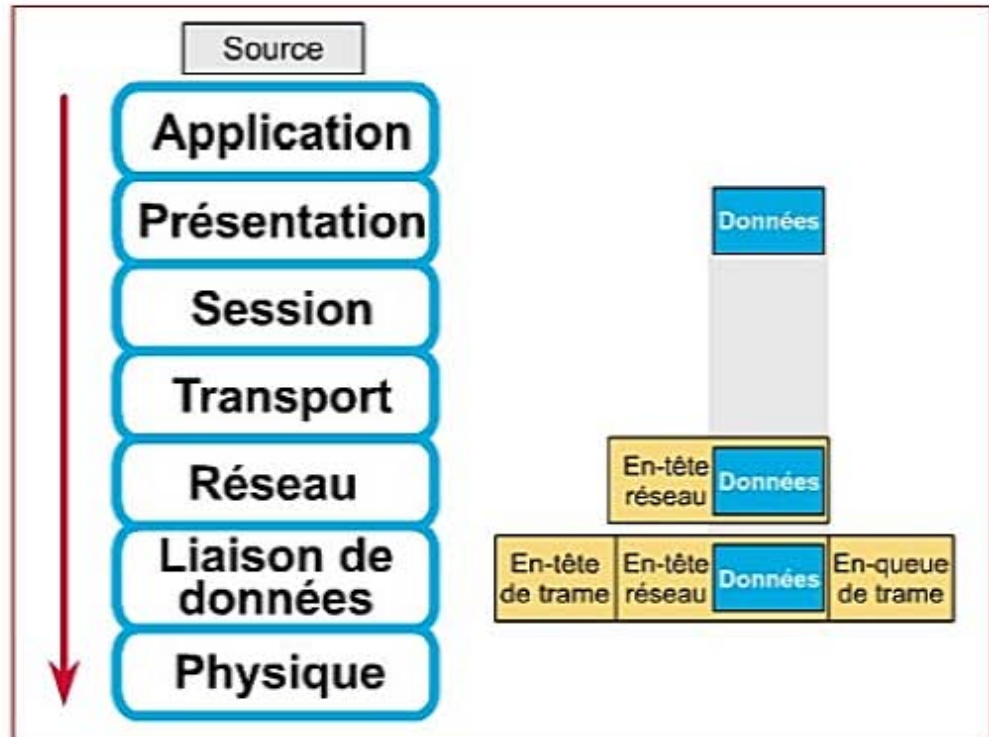 Source
Application
Présentation
Données
Session
Transport
Réseau
En-tête
réseau
Données
Liaison de
données
En-tête
de trame
En-tête
réseau
Données
En-queue
de trame
Physique